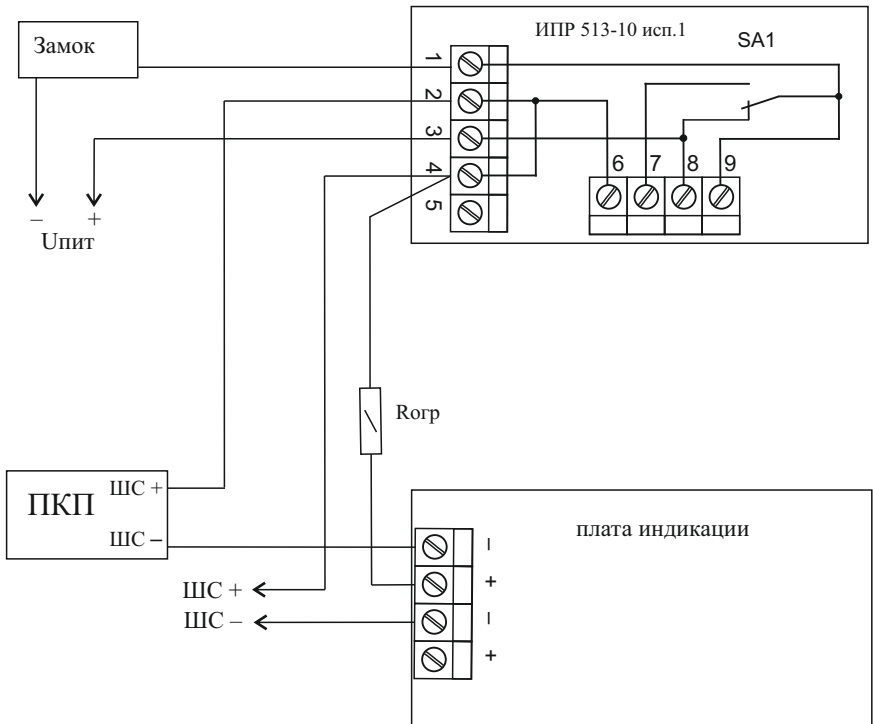 Замок
ИПР 513-10 исп.1
SA1
1
2
3
4
5
6 7 8 9
– +
Uпит
Rогр
ПКП
ШС +
ШС –
плата индикации
–
+
–
+
ШС +
ШС –